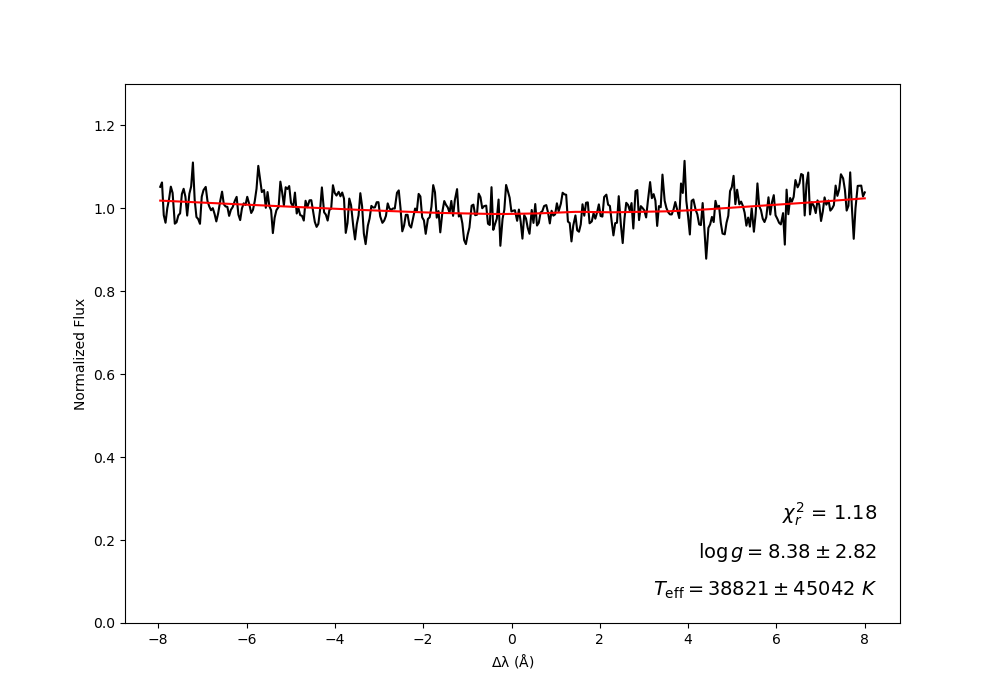 1.2
1.0
0.8
0.6
0.4
0.2
0.0
Normalized Flux
χ²ᵣ = 1.18
log g = 8.38 ± 2.82
T_eff = 38821 ± 45042 K
−8 −6 −4 −2 0 2 4 6 8
Δλ (Å)